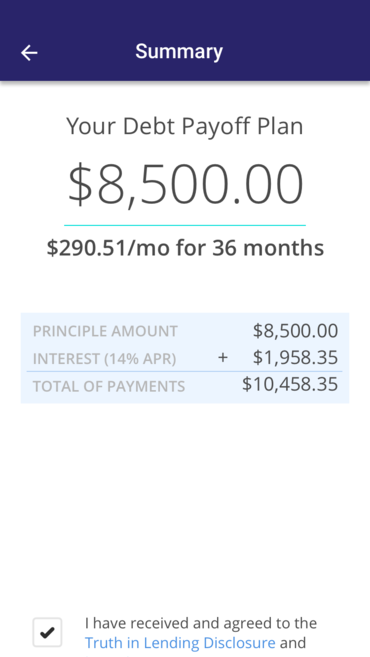 Summary
Your Debt Payoff Plan
$8,500.00
$290.51/mo for 36 months
PRINCIPLE AMOUNT $8,500.00
INTEREST (14% APR) + $1,958.35
TOTAL OF PAYMENTS $10,458.35
I have received and agreed to the
Truth in Lending Disclosure and